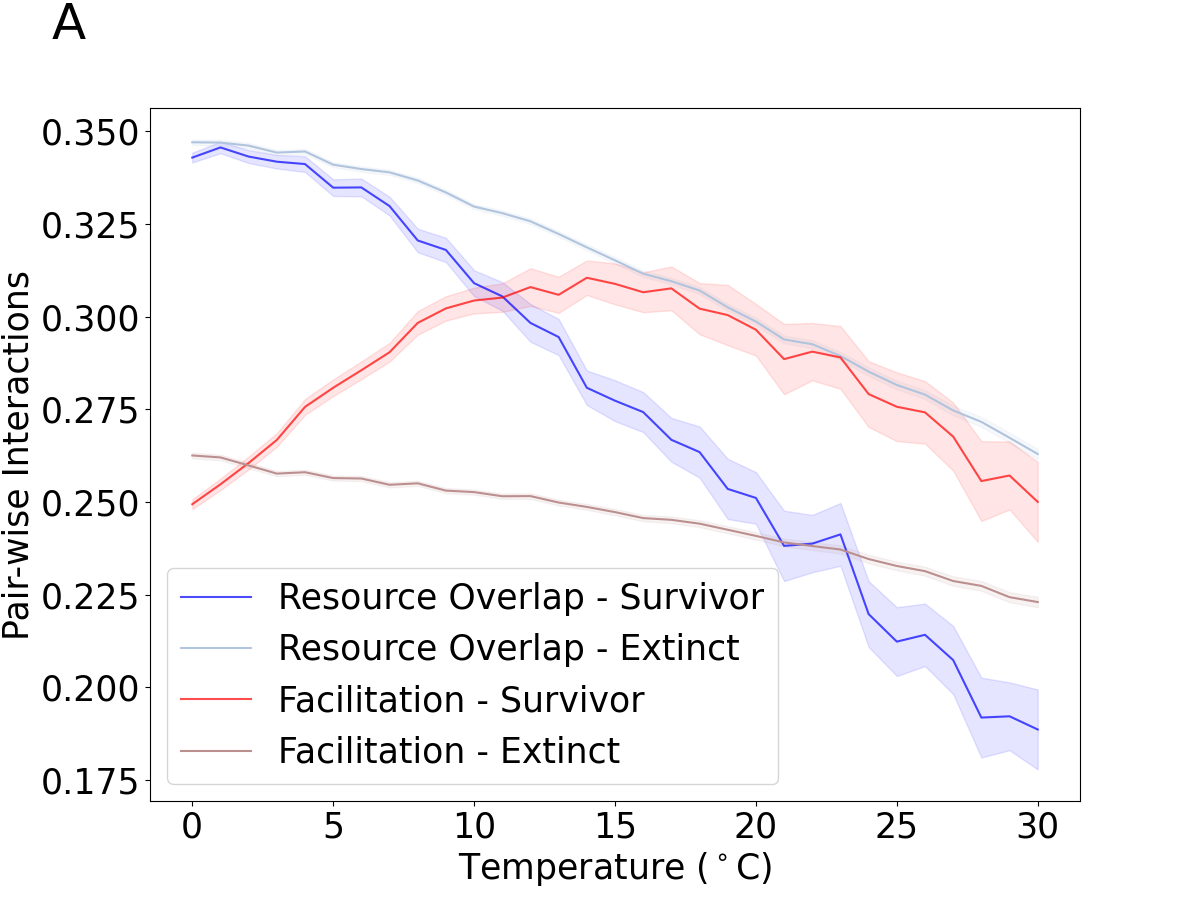 A
Pair-wise Interactions
0.350
0.325
0.300
0.275
0.250
0.225
0.200
0.175
Resource Overlap - Survivor
Resource Overlap - Extinct
Facilitation - Survivor
Facilitation - Extinct
0 5 10 15 20 25 30
Temperature (°C)